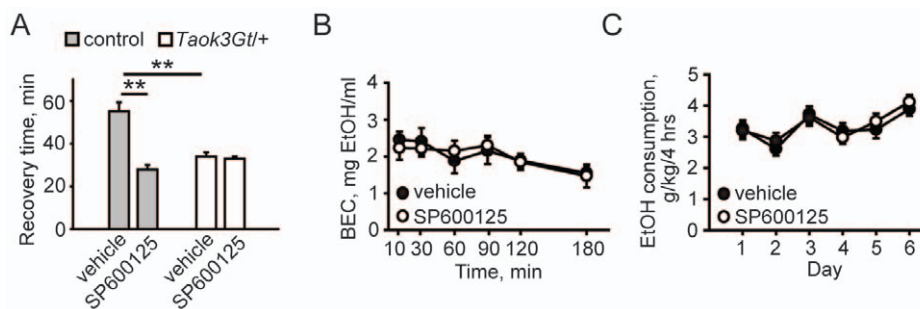 A
control Taok3Gt/+
**
**
Recovery time, min
60
40
20
0
vehicle
SP600125
vehicle
SP600125
B
BEC, mg EtOH/ml
4
3
2
1
0
vehicle
SP600125
10 30 60 90 120 180
Time, min
C
EtOH consumption,
g/kg/4 hrs
5
4
3
2
1
0
vehicle
SP600125
1 2 3 4 5 6
Day